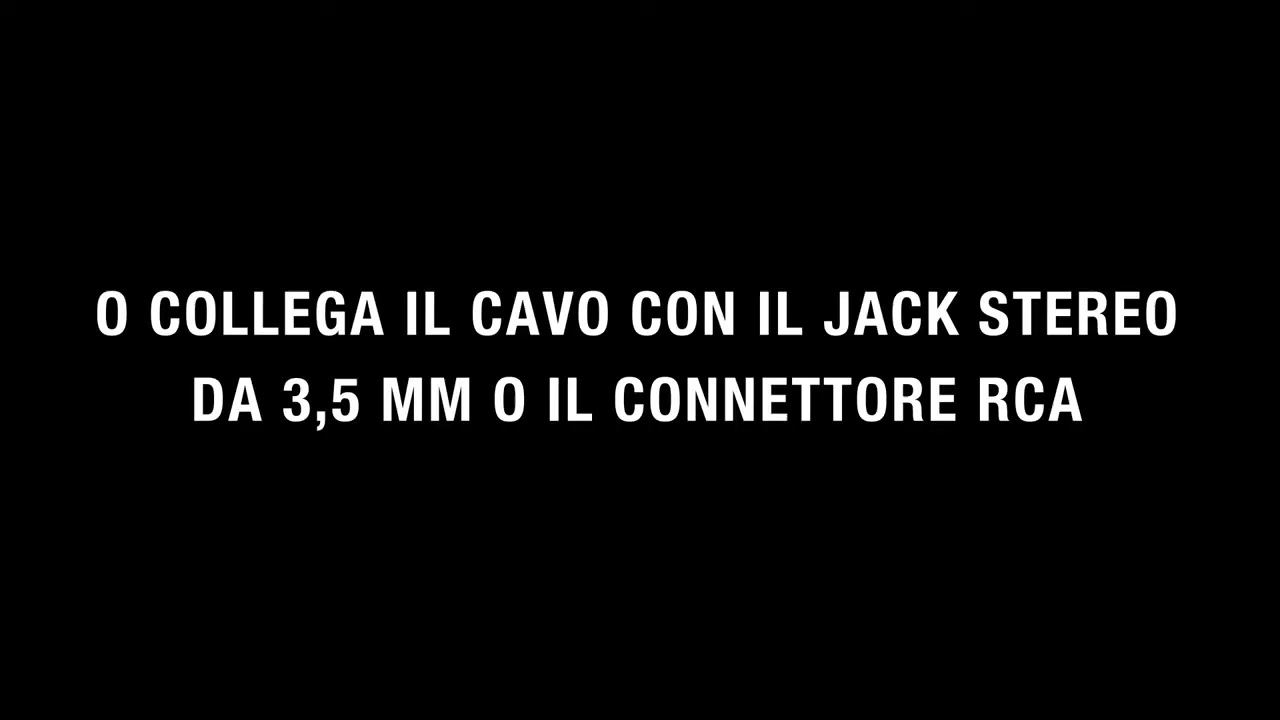 O COLLEGA IL CAVO CON IL JACK STEREO
DA 3,5 MM O IL CONNETTORE RCA